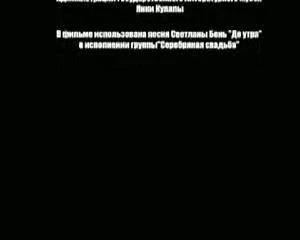 Янки Купалы
В фильме использована песня Светланы Бень "До утра"
в исполнении группы"Серебряная свадьба"